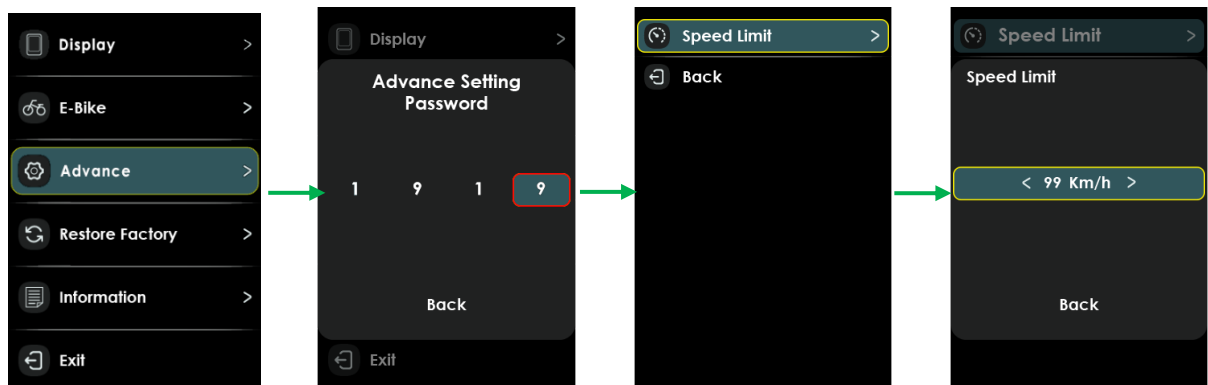 Display >
E-Bike >
Advance >
Restore Factory >
Information >
Exit
Display >
Advance Setting
Password
1 9 1 9
Back
Exit
Speed Limit >
Back
Speed Limit >
Speed Limit
< 99 Km/h >
Back